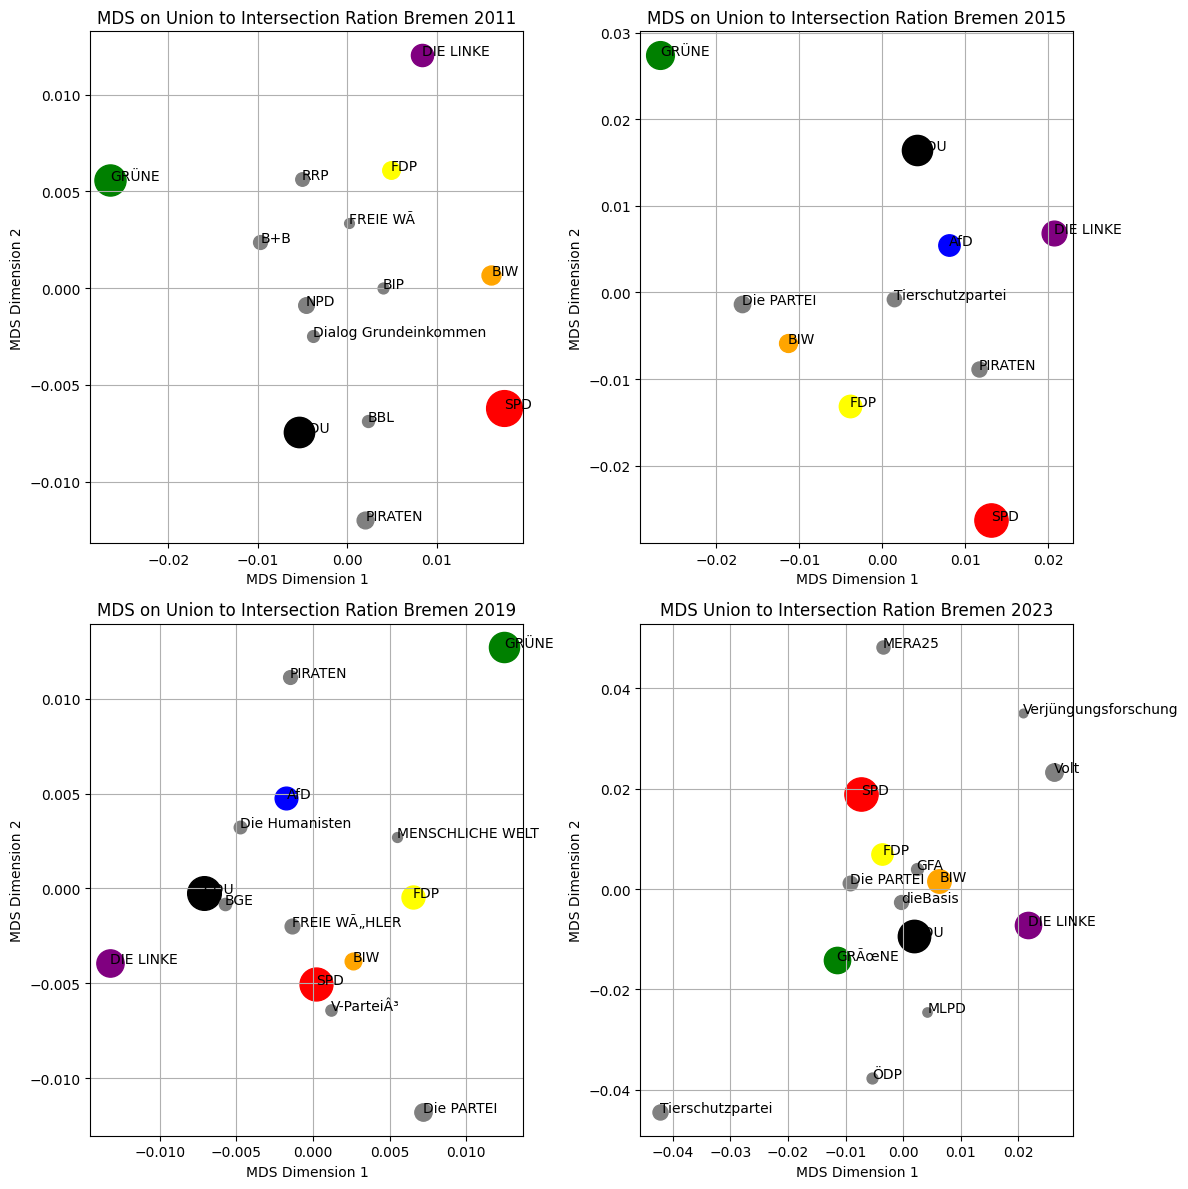 MDS on Union to Intersection Ration Bremen 2011
DIE LINKE
0.010
FDP
RRP
GRÜNE
0.005
FREIE WÃ
B+B
BIW
0.000
BIP
NPD
Dialog Grundeinkommen
−0.005
SPD
BBL
DU
−0.010
PIRATEN
−0.02
−0.01
0.00
0.01
MDS Dimension 1
MDS Dimension 2
MDS on Union to Intersection Ration Bremen 2015
0.03
GRÜNE
0.02
DU
0.01
DIE LINKE
AfD
0.00
Tierschutzpartei
Die PARTEI
BIW
PIRATEN
−0.01
FDP
−0.02
SPD
−0.02
−0.01
0.00
0.01
0.02
MDS Dimension 1
MDS Dimension 2
MDS on Union to Intersection Ration Bremen 2019
GRÜNE
PIRATEN
0.010
AfD
0.005
Die Humanisten
MENSCHLICHE WELT
0.000
DU
FDP
BGE
FREIE WÃ„HLER
DIE LINKE
BIW
−0.005
SPD
V-ParteiÂ³
−0.010
Die PARTEI
−0.010
−0.005
0.000
0.005
0.010
MDS Dimension 1
MDS Dimension 2
MDS Union to Intersection Ration Bremen 2023
MERA25
0.04
Verjüngungsforschung
Volt
0.02
SPD
FDP
GFA
Die PARTEI
BIW
0.00
dieBasis
DIE LINKE
DU
GRÃœNE
−0.02
MLPD
ÖDP
−0.04
Tierschutzpartei
−0.04
−0.03
−0.02
−0.01
0.00
0.01
0.02
MDS Dimension 1
MDS Dimension 2